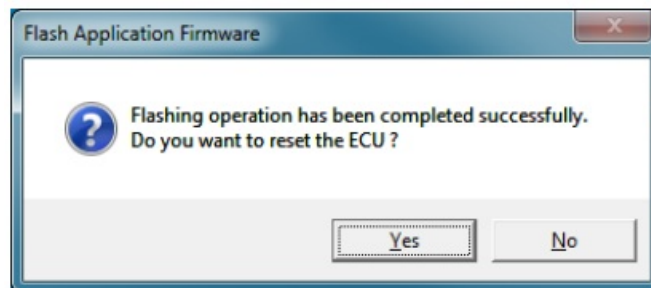 Flash Application Firmware
Flashing operation has been completed successfully.
Do you want to reset the ECU ?
Yes
No